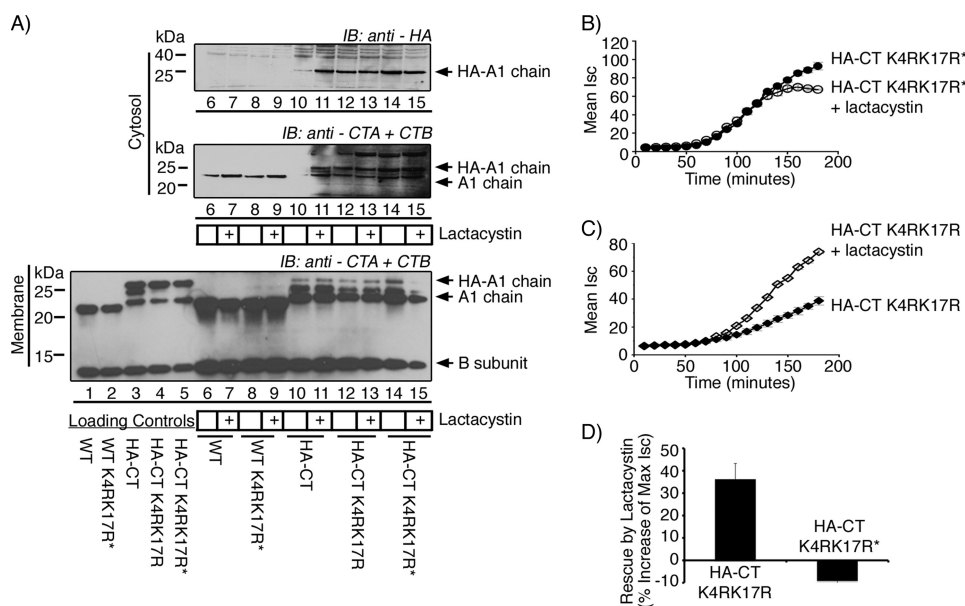 A)
kDa
IB: anti - HA
40
25
HA-A1 chain
6 7 8 9 10 11 12 13 14 15
Cytosol
IB: anti - CTA + CTB
kDa
25
20
HA-A1 chain
A1 chain
6 7 8 9 10 11 12 13 14 15
+ + + + + Lactacystin
IB: anti - CTA + CTB
kDa
25
20
15
Membrane
HA-A1 chain
A1 chain
B subunit
1 2 3 4 5 6 7 8 9 10 11 12 13 14 15
Loading Controls + + + + + Lactacystin
WT
WT K4RK17R*
HA-CT
HA-CT K4RK17R
HA-CT K4RK17R*
WT
WT K4RK17R*
HA-CT
HA-CT K4RK17R
HA-CT K4RK17R*
B)
Mean Isc
120
100
80
60
40
20
0
0 50 100 150 200
Time (minutes)
HA-CT K4RK17R*
HA-CT K4RK17R*
+ lactacystin
C)
Mean Isc
80
60
40
20
0
0 50 100 150 200
Time (minutes)
HA-CT K4RK17R
+ lactacystin
HA-CT K4RK17R
D)
Rescue by Lactacystin
(% Increase of Max Isc)
50
40
30
20
10
0
-10
HA-CT
K4RK17R
HA-CT
K4RK17R*